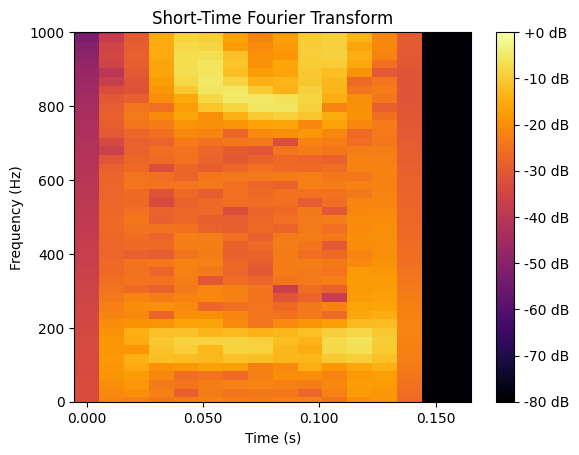 Short-Time Fourier Transform
1000
800
600
400
200
0
Frequency (Hz)
0.000
0.050
0.100
0.150
Time (s)
+0 dB
-10 dB
-20 dB
-30 dB
-40 dB
-50 dB
-60 dB
-70 dB
-80 dB